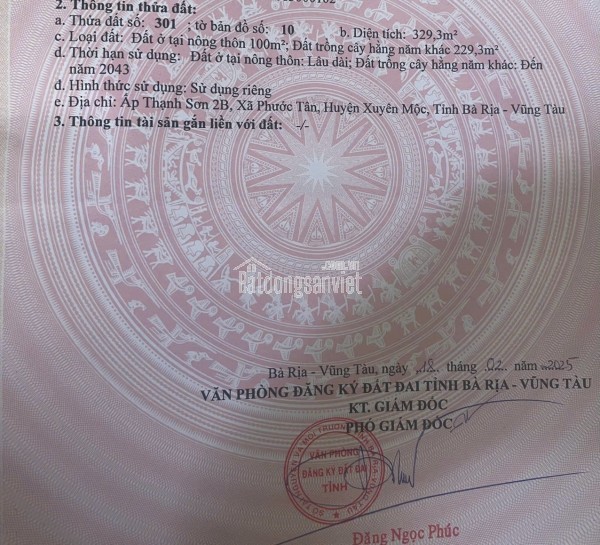 2. Thông tin thửa đất:
a. Thửa đất số: 301 ; tờ bản đồ số: 10 b. Diện tích: 329,3m²
c. Loại đất: Đất ở tại nông thôn 100m²; Đất trồng cây hằng năm khác 229,3m²
d. Thời hạn sử dụng: Đất ở tại nông thôn: Lâu dài; Đất trồng cây hằng năm khác: Đến
năm 2043
đ. Hình thức sử dụng: Sử dụng riêng
e. Địa chỉ: Ấp Thạnh Sơn 2B, Xã Phước Tân, Huyện Xuyên Mộc, Tỉnh Bà Rịa - Vũng Tàu
3. Thông tin tài sản gắn liền với đất: -/-
.com.vn
Batdongsanviet
Bà Rịa - Vũng Tàu, ngày 18 tháng 02 năm 2025
VĂN PHÒNG ĐĂNG KÝ ĐẤT ĐAI TỈNH BÀ RỊA - VŨNG TÀU
KT. GIÁM ĐỐC
PHÓ GIÁM ĐỐC
VĂN PHÒNG
ĐĂNG KÝ ĐẤT ĐAI
TỈNH
Đặng Ngọc Phúc